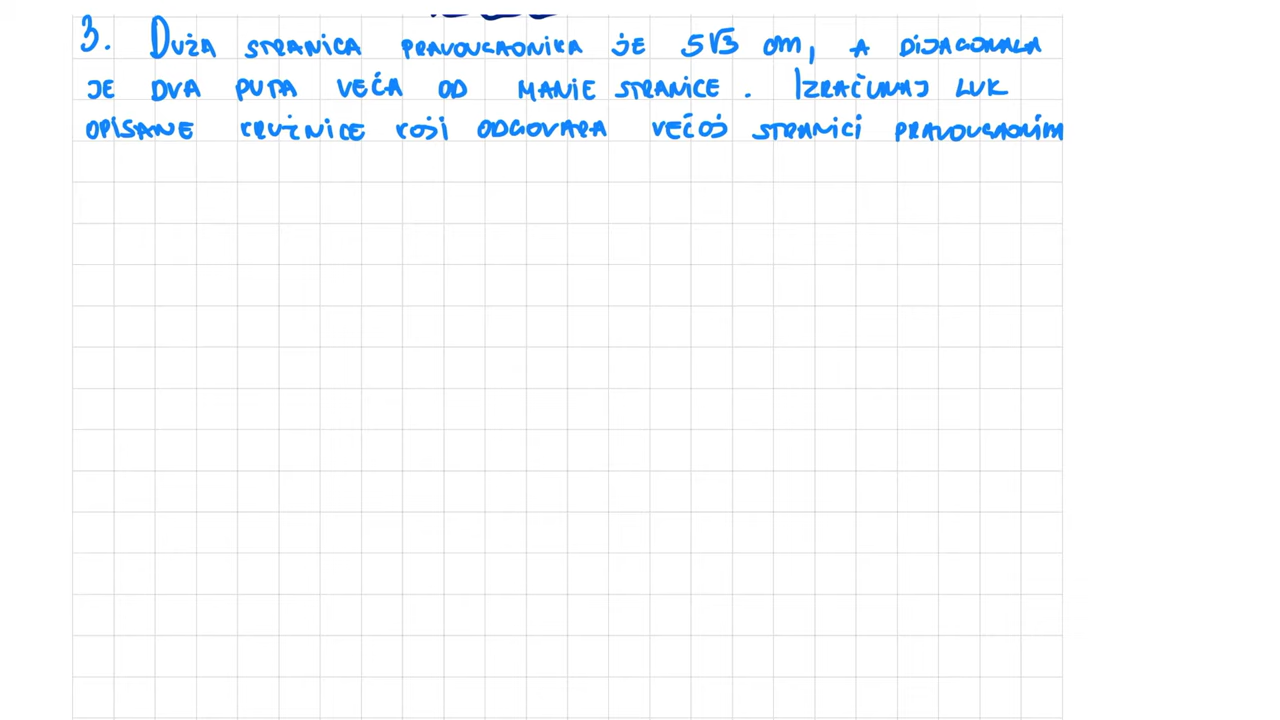 3. DUŽA STRANICA PRAVOUGAONIKA JE 5√3 cm, A DIJAGONALA
JE DVA PUTA VEĆA OD MANJE STRANICE. IZRAČUNAJ LUK
OPISANE KRUŽNICE KOJI ODGOVARA VEĆOJ STRANICI PRAVOUGAONIKA